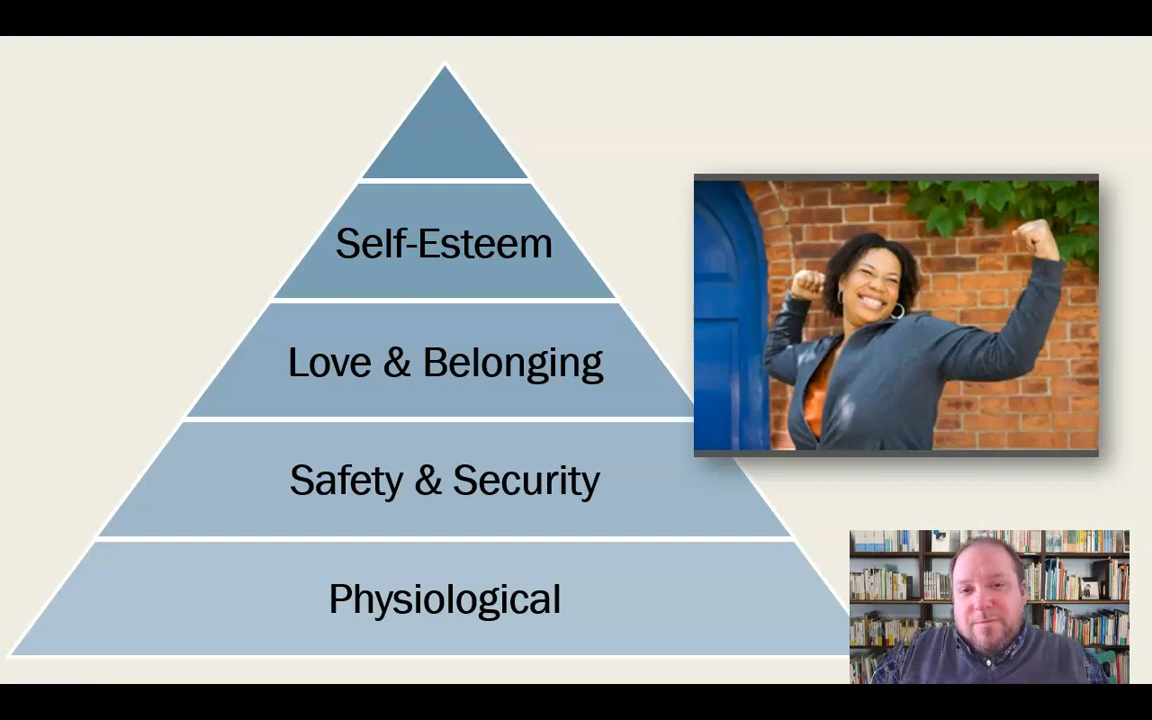 Self-Esteem
Love & Belonging
Safety & Security
Physiological